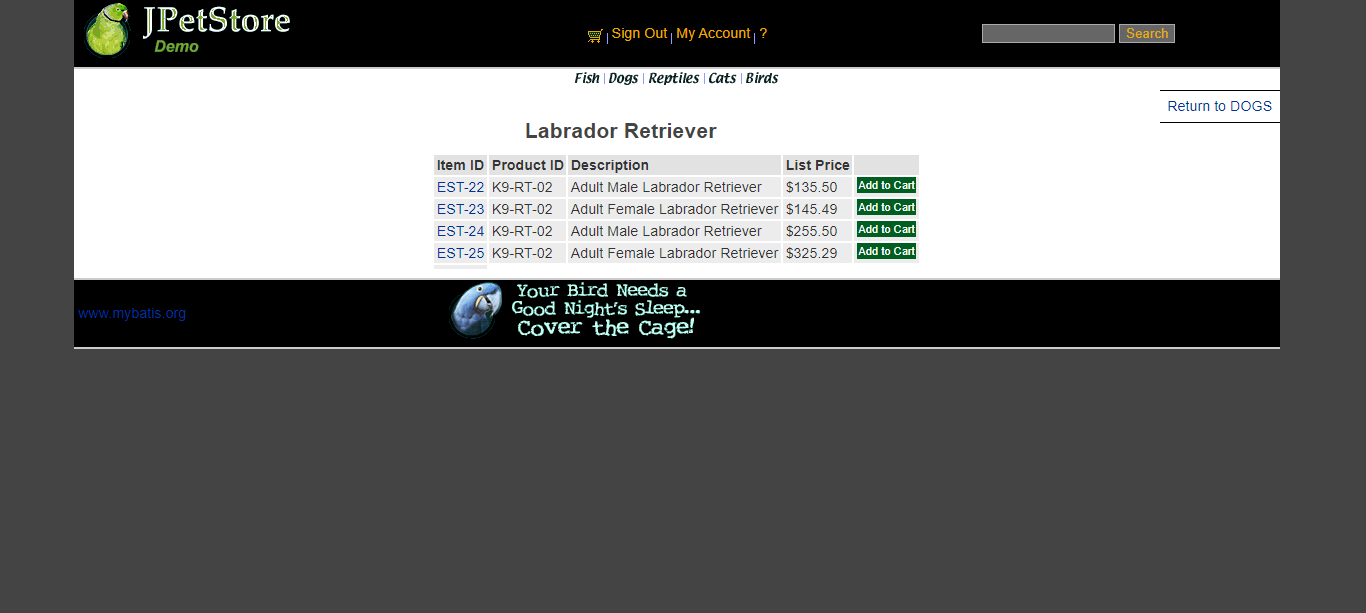 JPetStore
Demo
Sign Out My Account ?
Search
Fish Dogs Reptiles Cats Birds
Return to DOGS
Labrador Retriever
Item ID Product ID Description List Price
EST-22 K9-RT-02 Adult Male Labrador Retriever $135.50 Add to Cart
EST-23 K9-RT-02 Adult Female Labrador Retriever $145.49 Add to Cart
EST-24 K9-RT-02 Adult Male Labrador Retriever $255.50 Add to Cart
EST-25 K9-RT-02 Adult Female Labrador Retriever $325.29 Add to Cart
www.mybatis.org
Your Bird Needs a
Good Night's Sleep...
Cover the Cage!